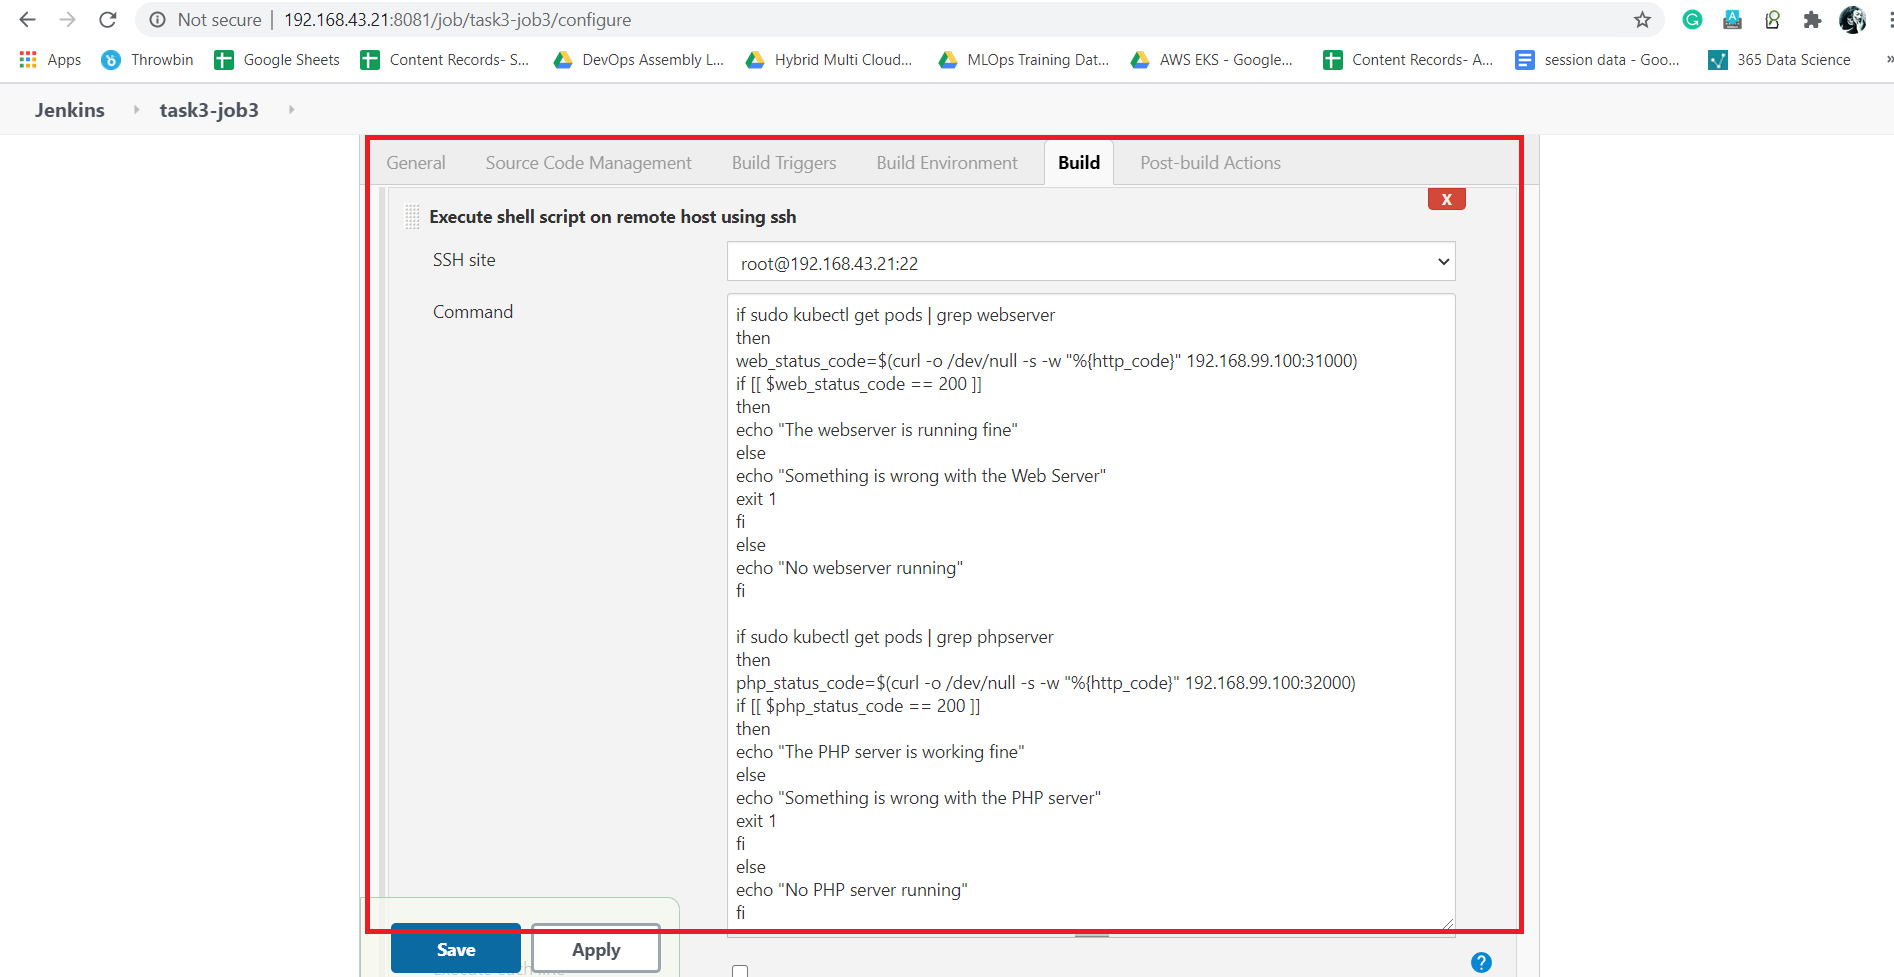 Not secure | 192.168.43.21:8081/job/task3-job3/configure
Apps Throwbin Google Sheets Content Records- S... DevOps Assembly L... Hybrid Multi Cloud... MLOps Training Dat... AWS EKS - Google... Content Records- A... session data - Goo... 365 Data Science »
Jenkins task3-job3
General Source Code Management Build Triggers Build Environment Build Post-build Actions
X
Execute shell script on remote host using ssh
SSH site
root@192.168.43.21:22
Command
if sudo kubectl get pods | grep webserver
then
web_status_code=$(curl -o /dev/null -s -w "%{http_code}" 192.168.99.100:31000)
if [[ $web_status_code == 200 ]]
then
echo "The webserver is running fine"
else
echo "Something is wrong with the Web Server"
exit 1
fi
else
echo "No webserver running"
fi
if sudo kubectl get pods | grep phpserver
then
php_status_code=$(curl -o /dev/null -s -w "%{http_code}" 192.168.99.100:32000)
if [[ $php_status_code == 200 ]]
then
echo "The PHP server is working fine"
else
echo "Something is wrong with the PHP server"
exit 1
fi
else
echo "No PHP server running"
fi
Save Apply
Execute each line
?